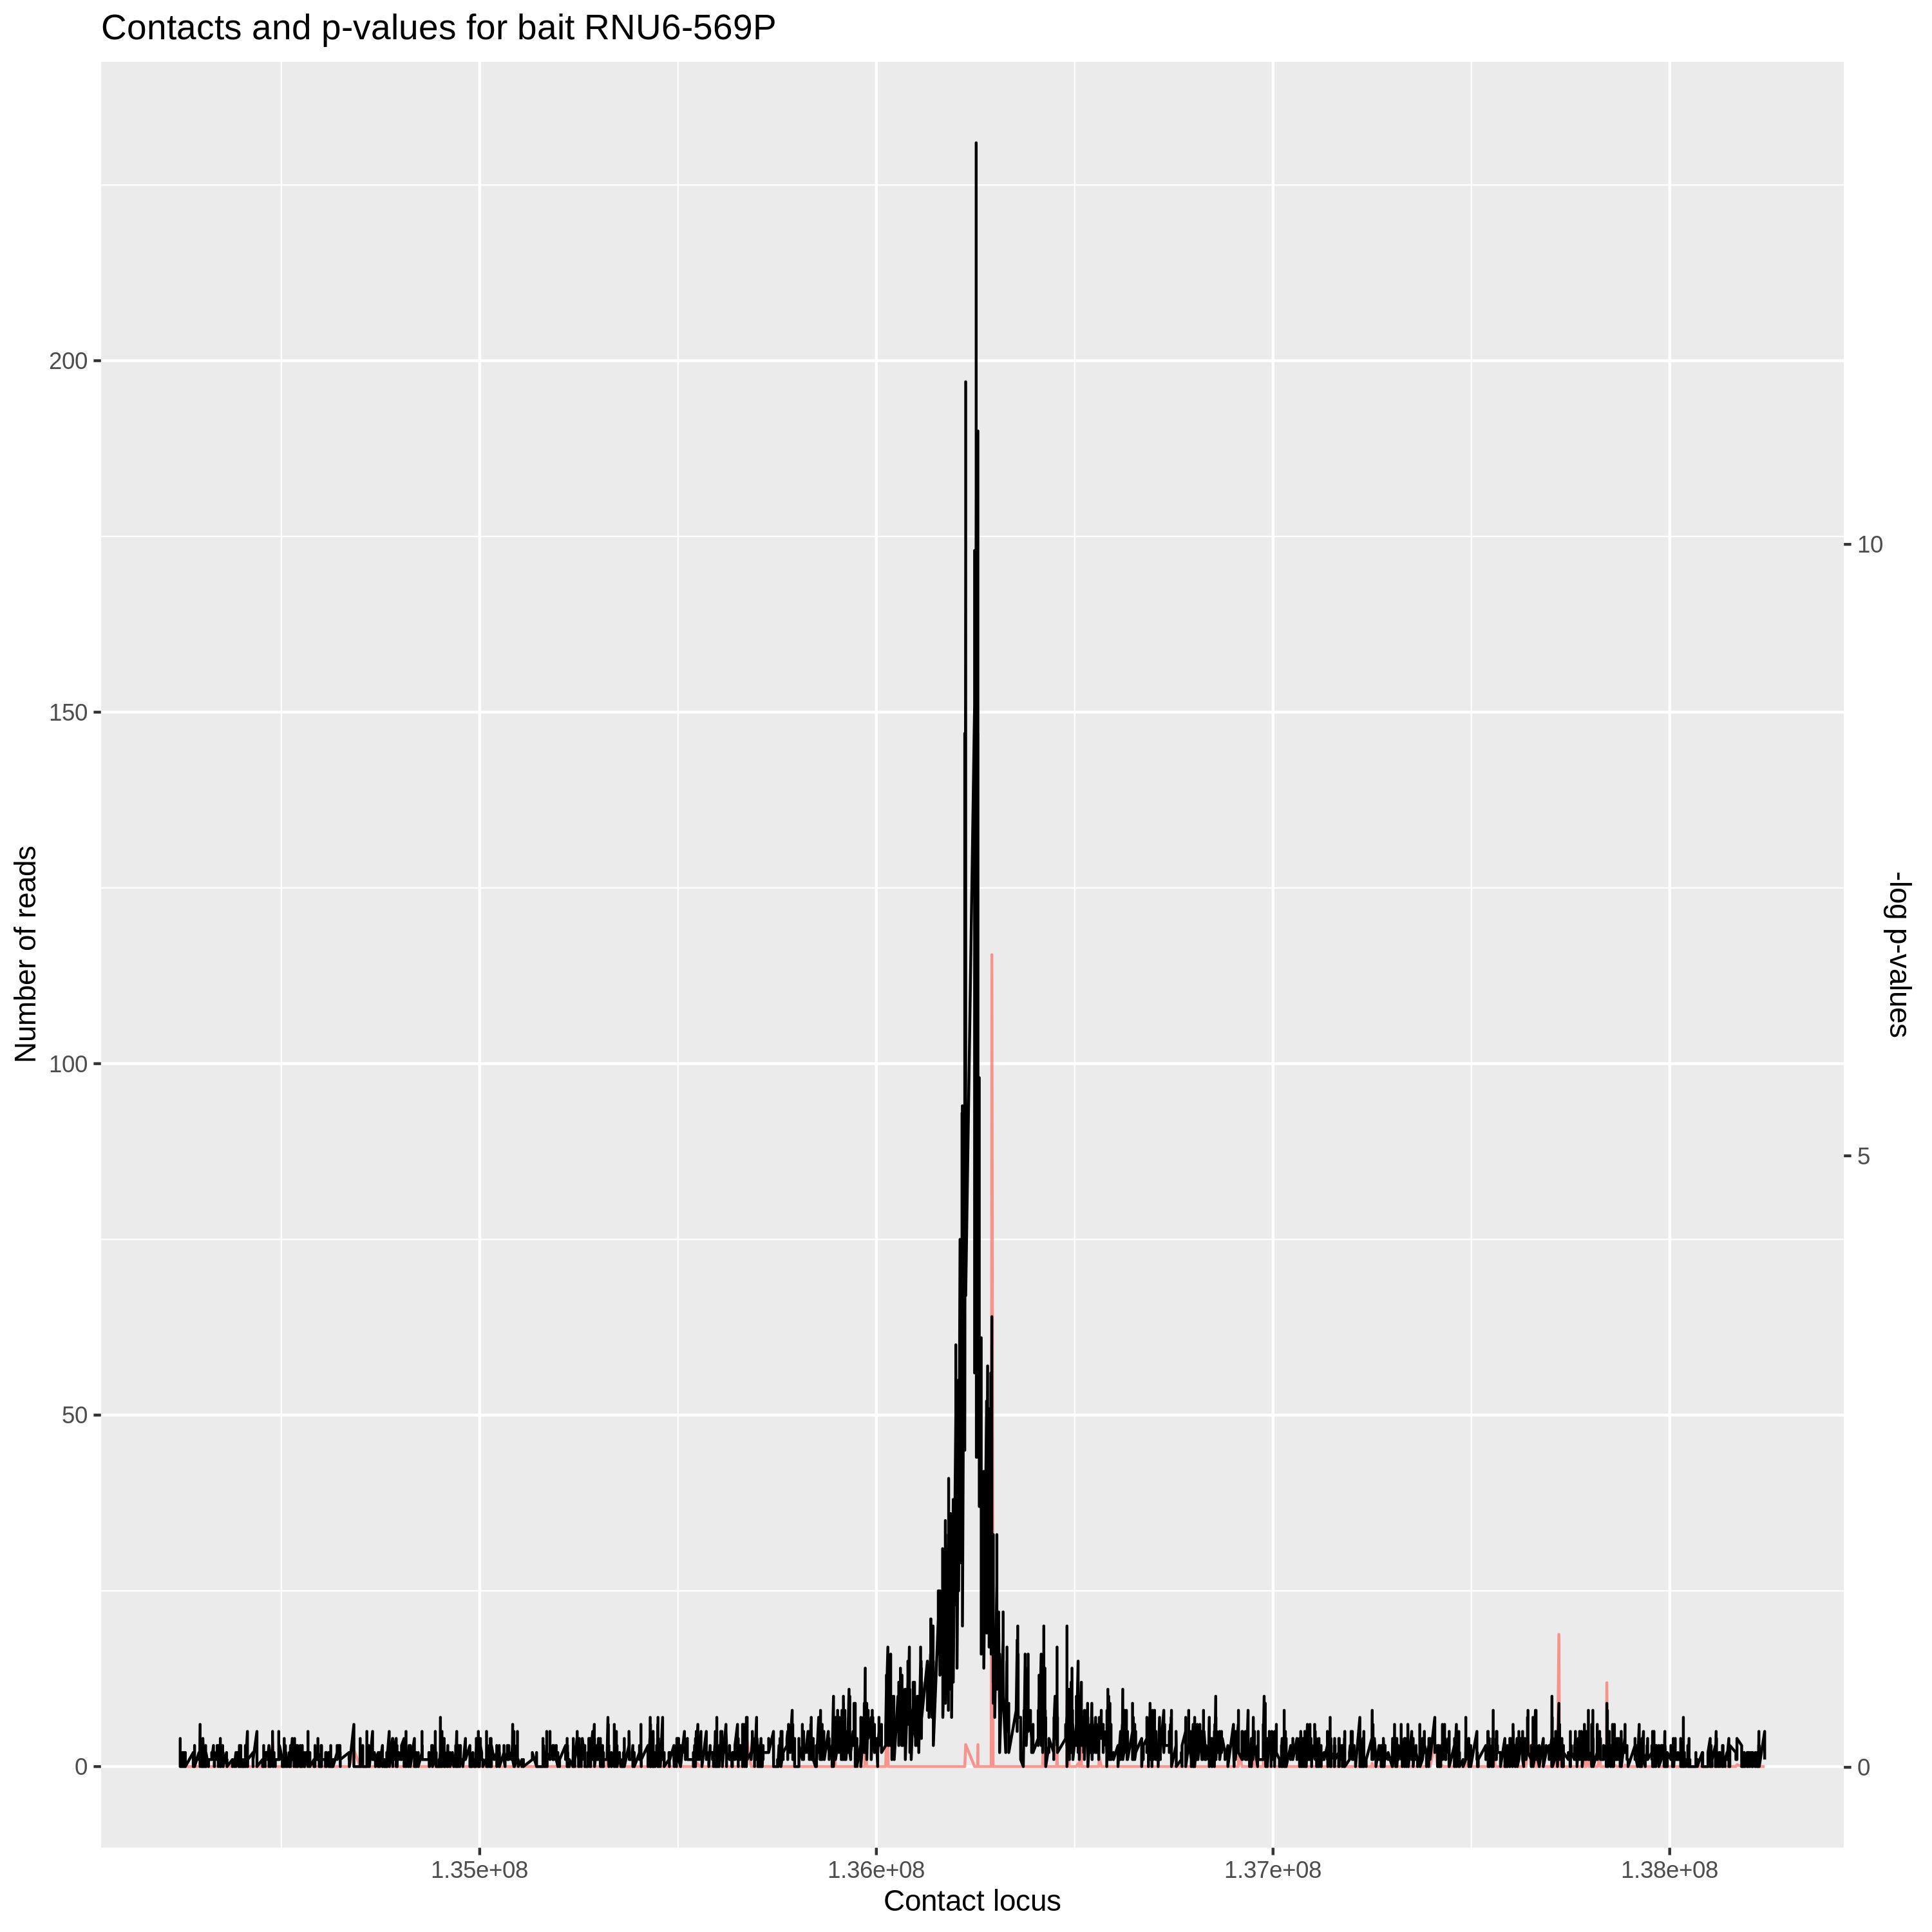 Contacts and p-values for bait RNU6-569P
200
150
100
50
0
Number of reads
10
5
0
-log p-values
1.35e+08
1.36e+08
1.37e+08
1.38e+08
Contact locus